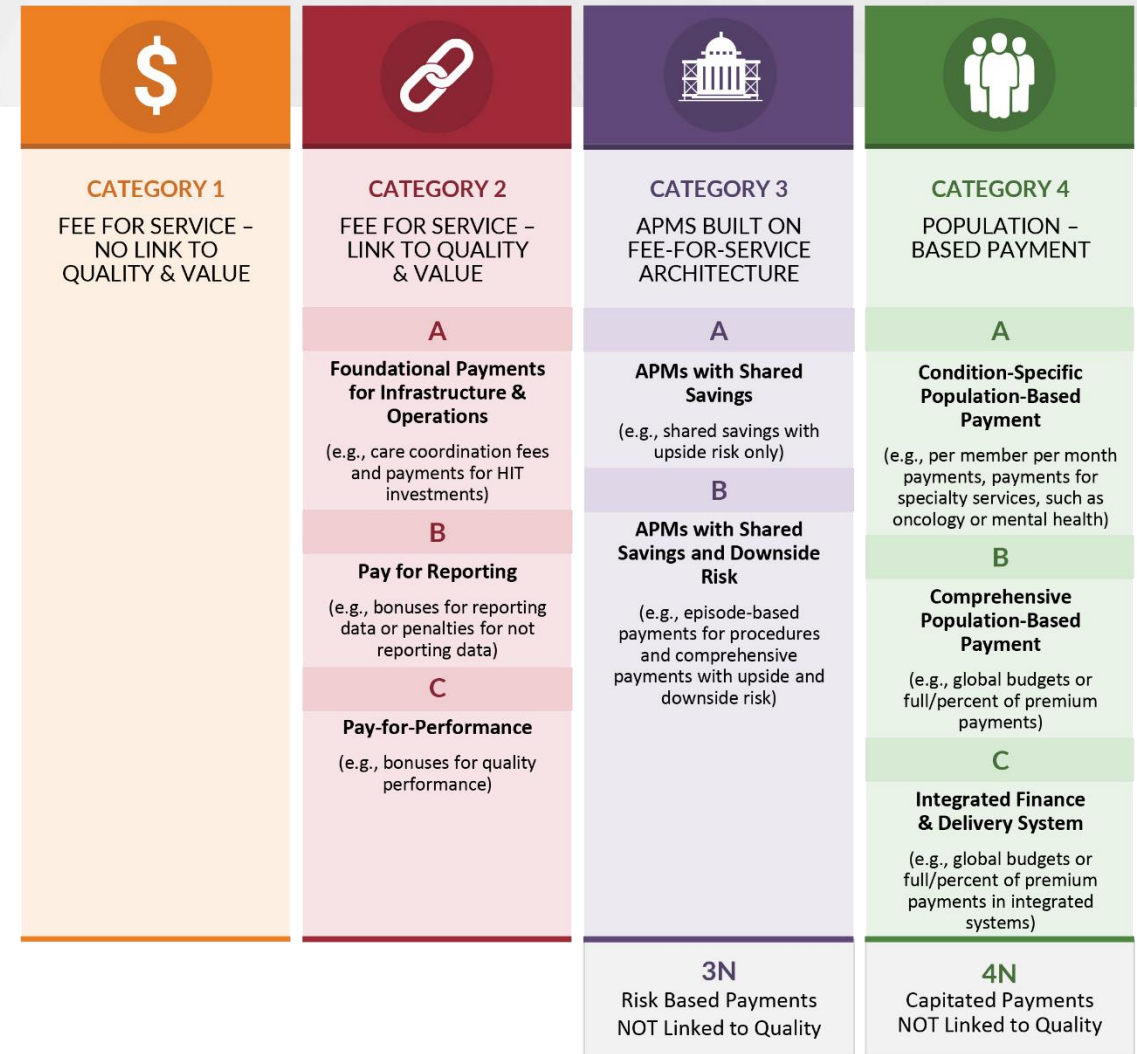 $
CATEGORY 1
FEE FOR SERVICE –
NO LINK TO
QUALITY & VALUE
CATEGORY 2
FEE FOR SERVICE –
LINK TO QUALITY
& VALUE
A
Foundational Payments
for Infrastructure &
Operations
(e.g., care coordination fees
and payments for HIT
investments)
B
Pay for Reporting
(e.g., bonuses for reporting
data or penalties for not
reporting data)
C
Pay-for-Performance
(e.g., bonuses for quality
performance)
CATEGORY 3
APMS BUILT ON
FEE-FOR-SERVICE
ARCHITECTURE
A
APMs with Shared
Savings
(e.g., shared savings with
upside risk only)
B
APMs with Shared
Savings and Downside
Risk
(e.g., episode-based
payments for procedures
and comprehensive
payments with upside and
downside risk)
3N
Risk Based Payments
NOT Linked to Quality
CATEGORY 4
POPULATION –
BASED PAYMENT
A
Condition-Specific
Population-Based
Payment
(e.g., per member per month
payments, payments for
specialty services, such as
oncology or mental health)
B
Comprehensive
Population-Based
Payment
(e.g., global budgets or
full/percent of premium
payments)
C
Integrated Finance
& Delivery System
(e.g., global budgets or
full/percent of premium
payments in integrated
systems)
4N
Capitated Payments
NOT Linked to Quality